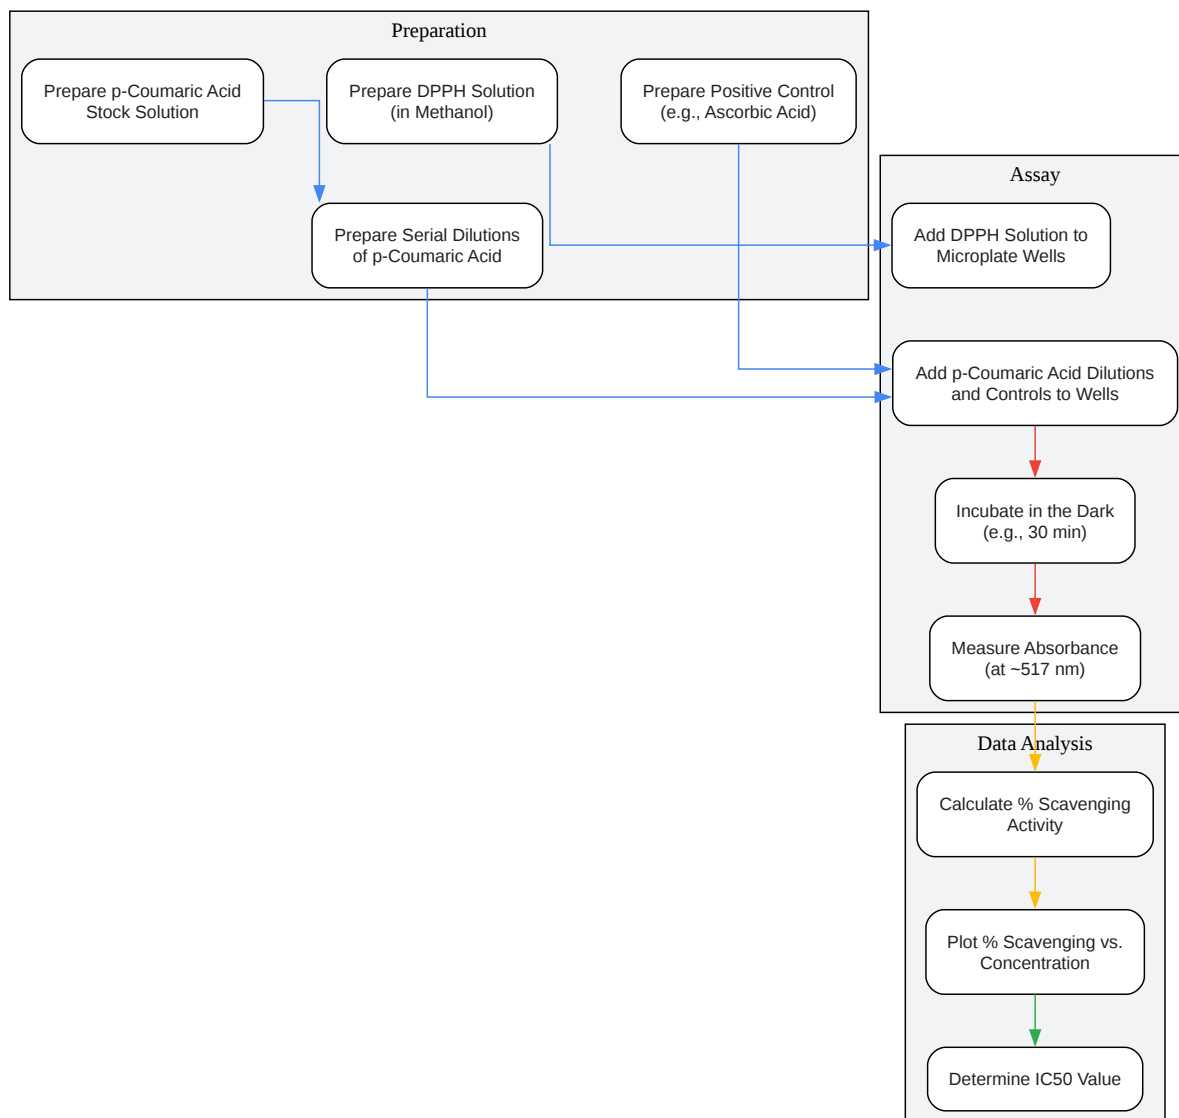 Preparation
Prepare p-Coumaric Acid
Stock Solution
Prepare DPPH Solution
(in Methanol)
Prepare Positive Control
(e.g., Ascorbic Acid)
Prepare Serial Dilutions
of p-Coumaric Acid
Assay
Add DPPH Solution to
Microplate Wells
Add p-Coumaric Acid Dilutions
and Controls to Wells
Incubate in the Dark
(e.g., 30 min)
Measure Absorbance
(at ~517 nm)
Data Analysis
Calculate % Scavenging
Activity
Plot % Scavenging vs.
Concentration
Determine IC50 Value